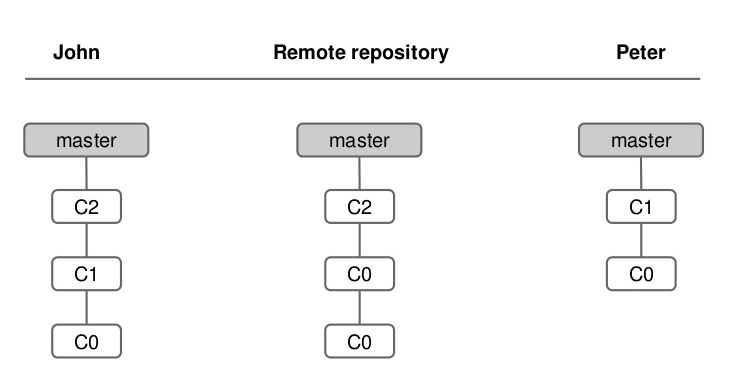 John Remote repository Peter
master master master
C2 C2 C1
C1 C0 C0
C0 C0